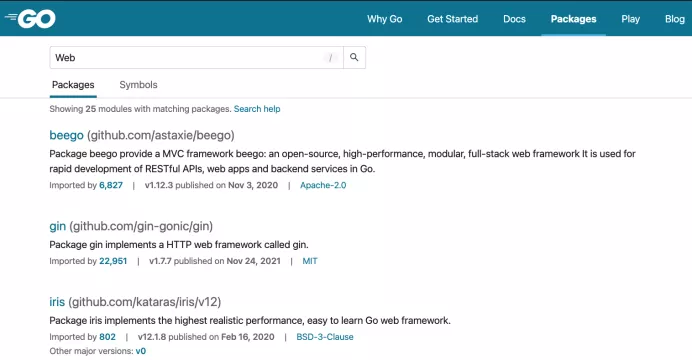 GO
Why Go Get Started Docs Packages Play Blog
Web /
Packages Symbols
Showing 25 modules with matching packages. Search help
beego (github.com/astaxie/beego)
Package beego provide a MVC framework beego: an open-source, high-performance, modular, full-stack web framework It is used for
rapid development of RESTful APIs, web apps and backend services in Go.
Imported by 6,827 | v1.12.3 published on Nov 3, 2020 | Apache-2.0
gin (github.com/gin-gonic/gin)
Package gin implements a HTTP web framework called gin.
Imported by 22,951 | v1.7.7 published on Nov 24, 2021 | MIT
iris (github.com/kataras/iris/v12)
Package iris implements the highest realistic performance, easy to learn Go web framework.
Imported by 802 | v12.1.8 published on Feb 16, 2020 | BSD-3-Clause
Other major versions: v0